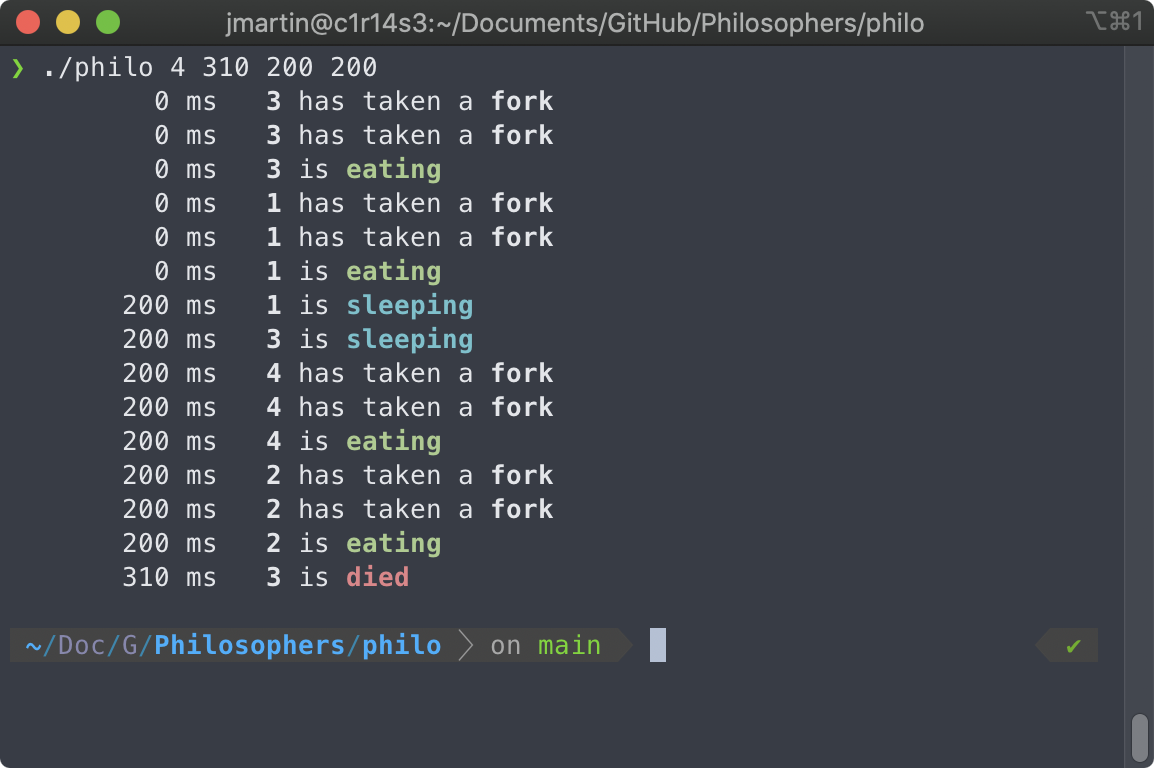 jmartin@c1r14s3:~/Documents/GitHub/Philosophers/philo ⌥⌘1
❯ ./philo 4 310 200 200
0 ms 3 has taken a fork
0 ms 3 has taken a fork
0 ms 3 is eating
0 ms 1 has taken a fork
0 ms 1 has taken a fork
0 ms 1 is eating
200 ms 1 is sleeping
200 ms 3 is sleeping
200 ms 4 has taken a fork
200 ms 4 has taken a fork
200 ms 4 is eating
200 ms 2 has taken a fork
200 ms 2 has taken a fork
200 ms 2 is eating
310 ms 3 is died
~/Doc/G/Philosophers/philo on main ✔